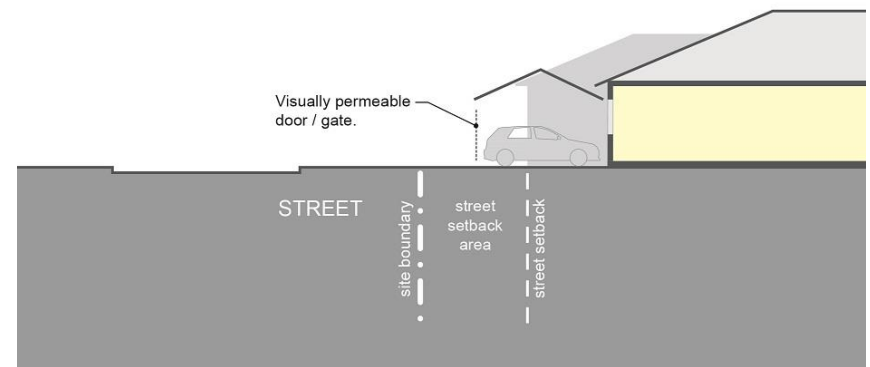 Visually permeable
door / gate.
STREET
site boundary
street
setback
area
street setback